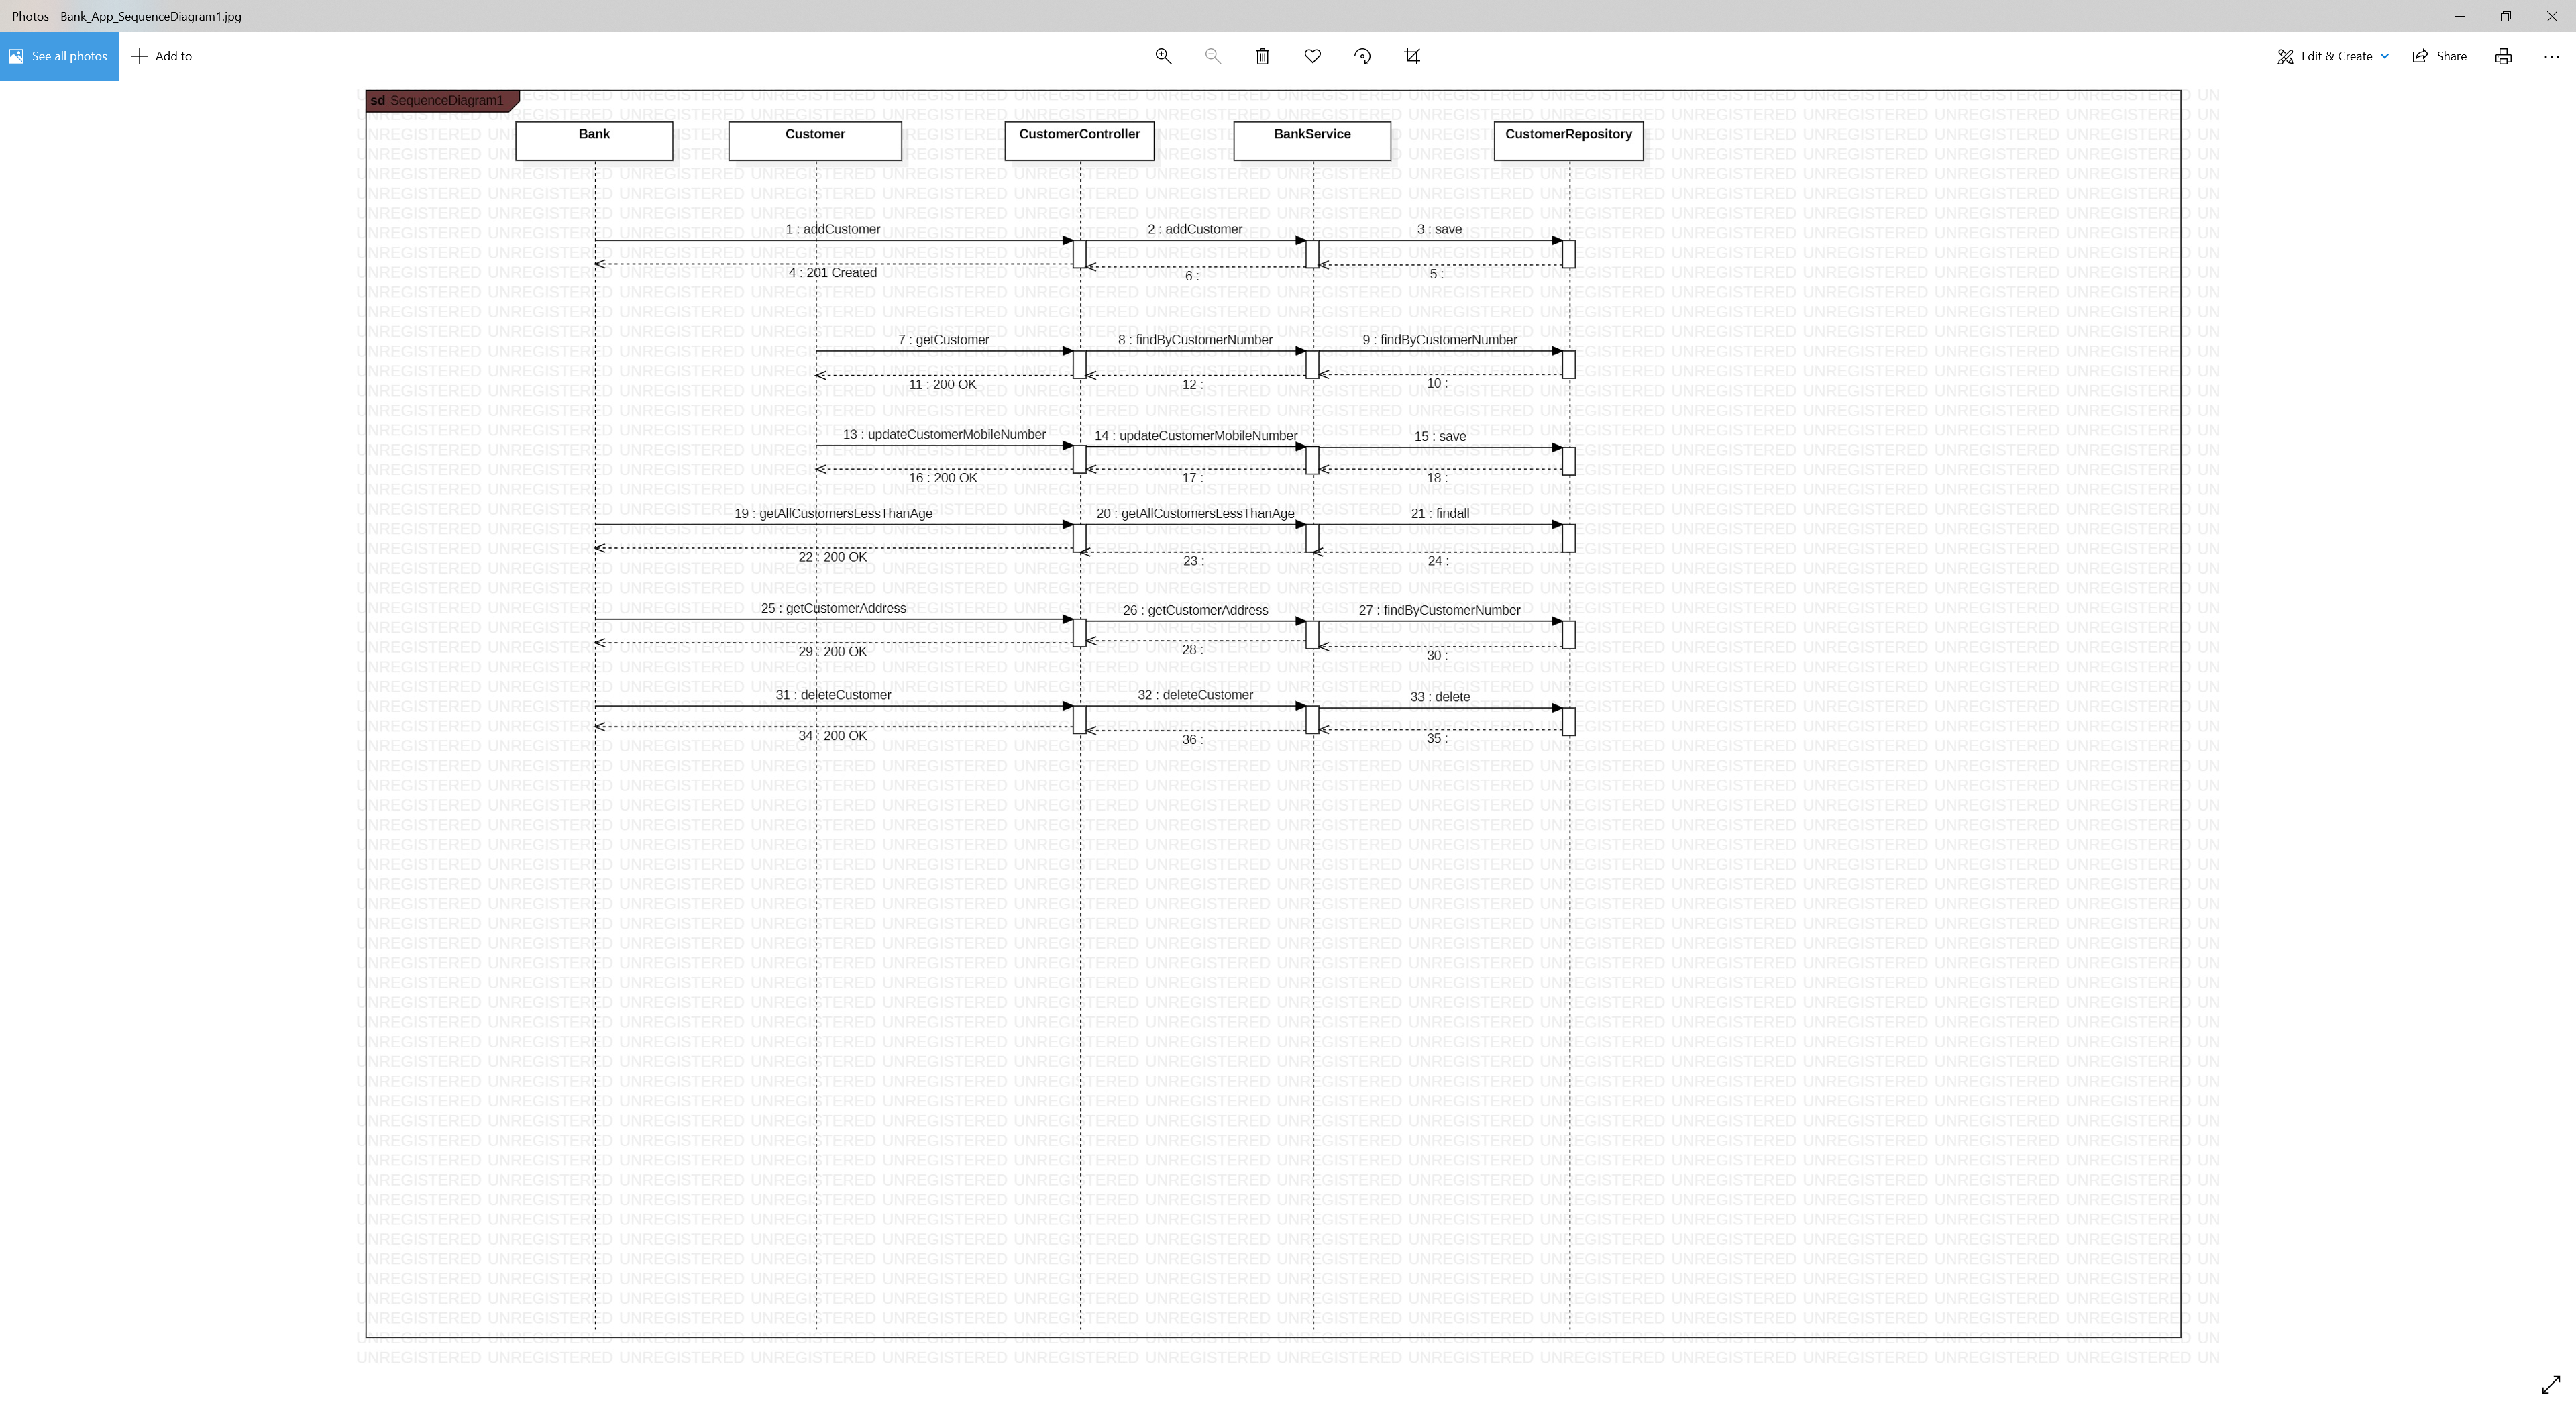 Photos - Bank_App_SequenceDiagram1.jpg
See all photos
Add to
Edit & Create
Share
sd SequenceDiagram1
Bank
Customer
CustomerController
BankService
CustomerRepository
1 : addCustomer
2 : addCustomer
3 : save
4 : 201 Created
6 :
5 :
7 : getCustomer
8 : findByCustomerNumber
9 : findByCustomerNumber
11 : 200 OK
12 :
10 :
13 : updateCustomerMobileNumber
14 : updateCustomerMobileNumber
15 : save
16 : 200 OK
17 :
18 :
19 : getAllCustomersLessThanAge
20 : getAllCustomersLessThanAge
21 : findall
22 : 200 OK
23 :
24 :
25 : getCustomerAddress
26 : getCustomerAddress
27 : findByCustomerNumber
29 : 200 OK
28 :
30 :
31 : deleteCustomer
32 : deleteCustomer
33 : delete
34 : 200 OK
36 :
35 :
UNREGISTERED UNREGISTERED UNREGISTERED UNREGISTERED UNREGISTERED UNREGISTERED UNREGISTERED UNREGISTERED UNREGISTERED UNREGISTERED UNREGISTERED UNREGISTERED UNREGISTERED UNREGISTERED UN